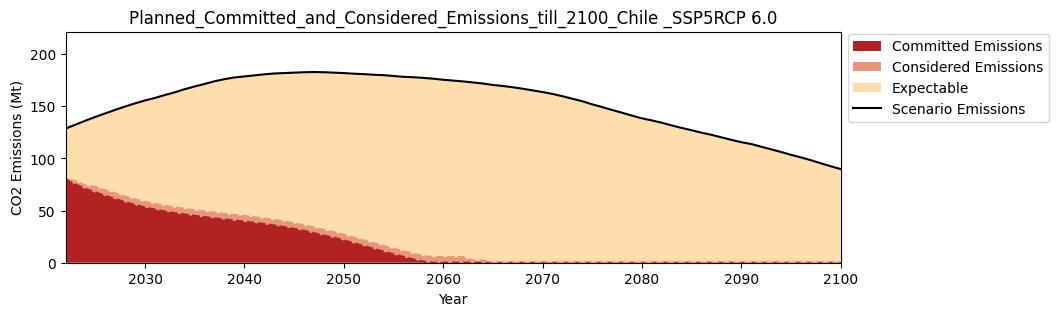 Planned_Committed_and_Considered_Emissions_till_2100_Chile _SSP5RCP 6.0
CO2 Emissions (Mt)
200
150
100
50
0
2030 2040 2050 2060 2070 2080 2090 2100
Year
Committed Emissions
Considered Emissions
Expectable
Scenario Emissions